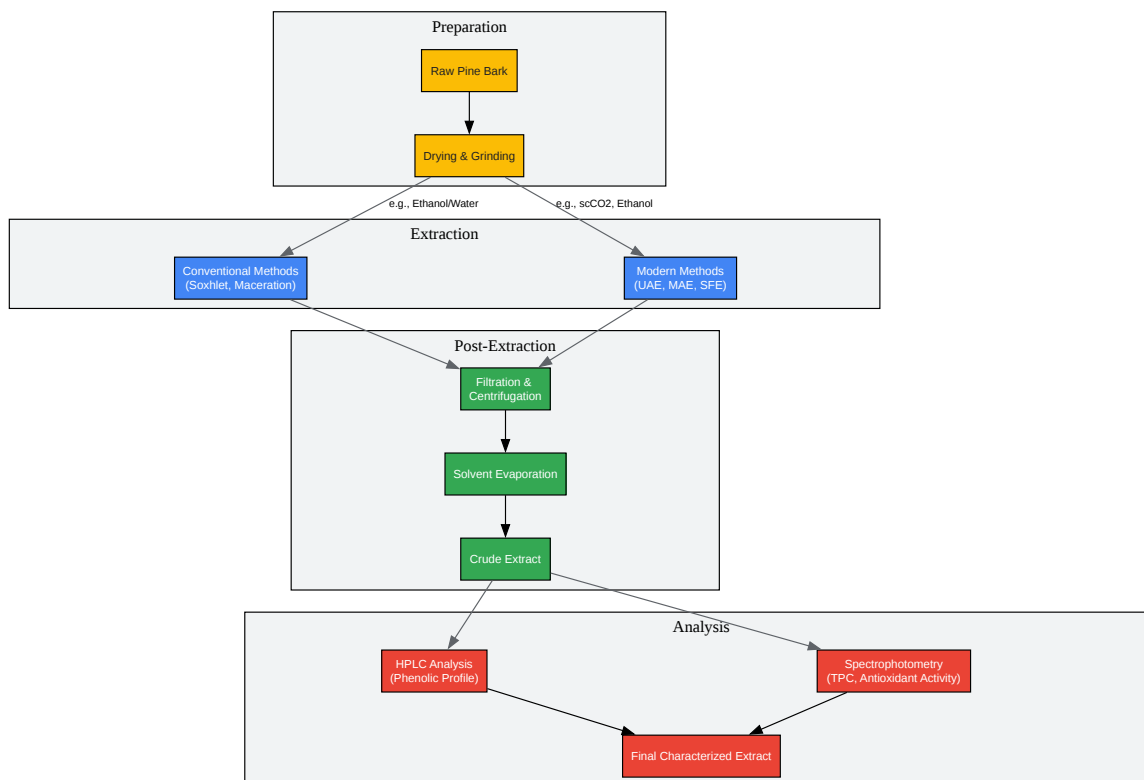 Preparation
Raw Pine Bark
Drying & Grinding
e.g., Ethanol/Water
e.g., scCO2, Ethanol
Extraction
Conventional Methods
(Soxhlet, Maceration)
Modern Methods
(UAE, MAE, SFE)
Post-Extraction
Filtration &
Centrifugation
Solvent Evaporation
Crude Extract
Analysis
HPLC Analysis
(Phenolic Profile)
Spectrophotometry
(TPC, Antioxidant Activity)
Final Characterized Extract